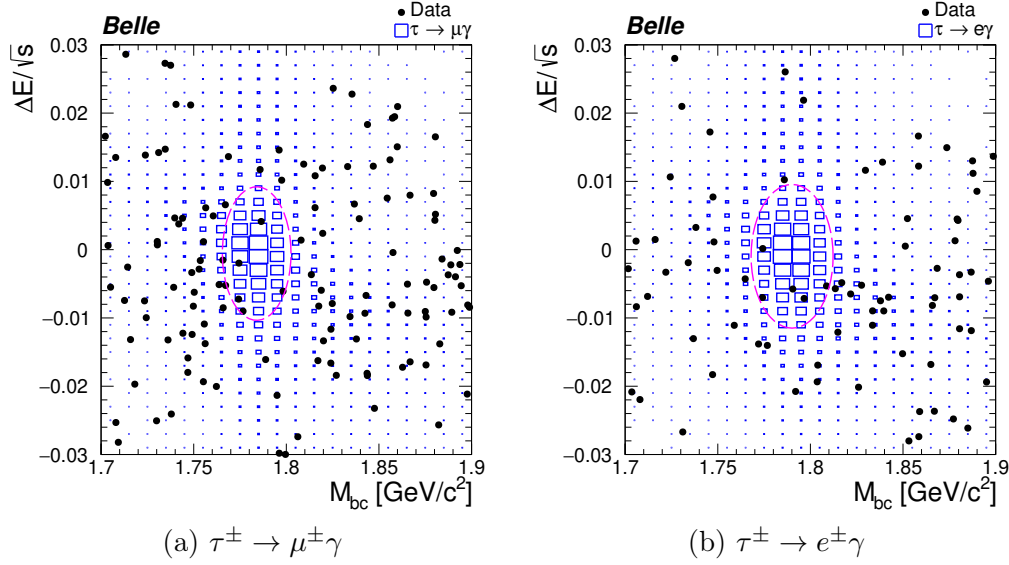 Belle
Data
τ → μγ
ΔE/√s
0.03
0.02
0.01
0
−0.01
−0.02
−0.03
1.7
1.75
1.8
1.85
1.9
M_bc [GeV/c²]
(a) τ± → μ±γ
Belle
Data
τ → eγ
ΔE/√s
0.03
0.02
0.01
0
−0.01
−0.02
−0.03
1.7
1.75
1.8
1.85
1.9
M_bc [GeV/c²]
(b) τ± → e±γ